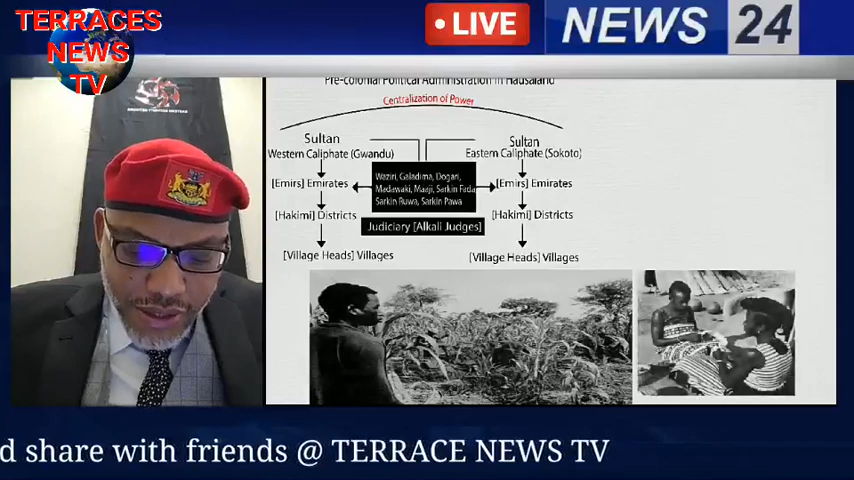 TERRACES
NEWS
TV
• LIVE
NEWS 24
Pre-colonial Political Administration in Hausaland
Centralization of Power
Sultan
Western Caliphate (Gwandu)
Sultan
Eastern Caliphate (Sokoto)
Waziri, Galadima, Dogari,
Madawaki, Maaji, Sarkin Fada
Sarkin Ruwa, Sarkin Pawa
[Emirs] Emirates
[Emirs] Emirates
[Hakimi] Districts
[Hakimi] Districts
Judiciary [Alkali Judges]
[Village Heads] Villages
[Village Heads] Villages
d share with friends @ TERRACE NEWS TV